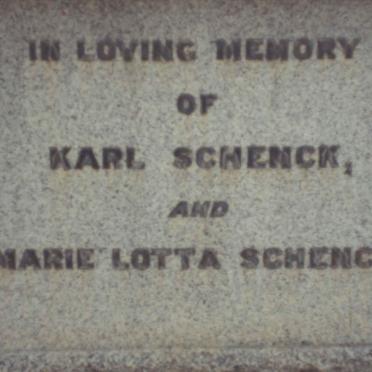 IN LOVING MEMORY
OF
KARL SCHENCK,
AND
MARIE LOTTA SCHENC